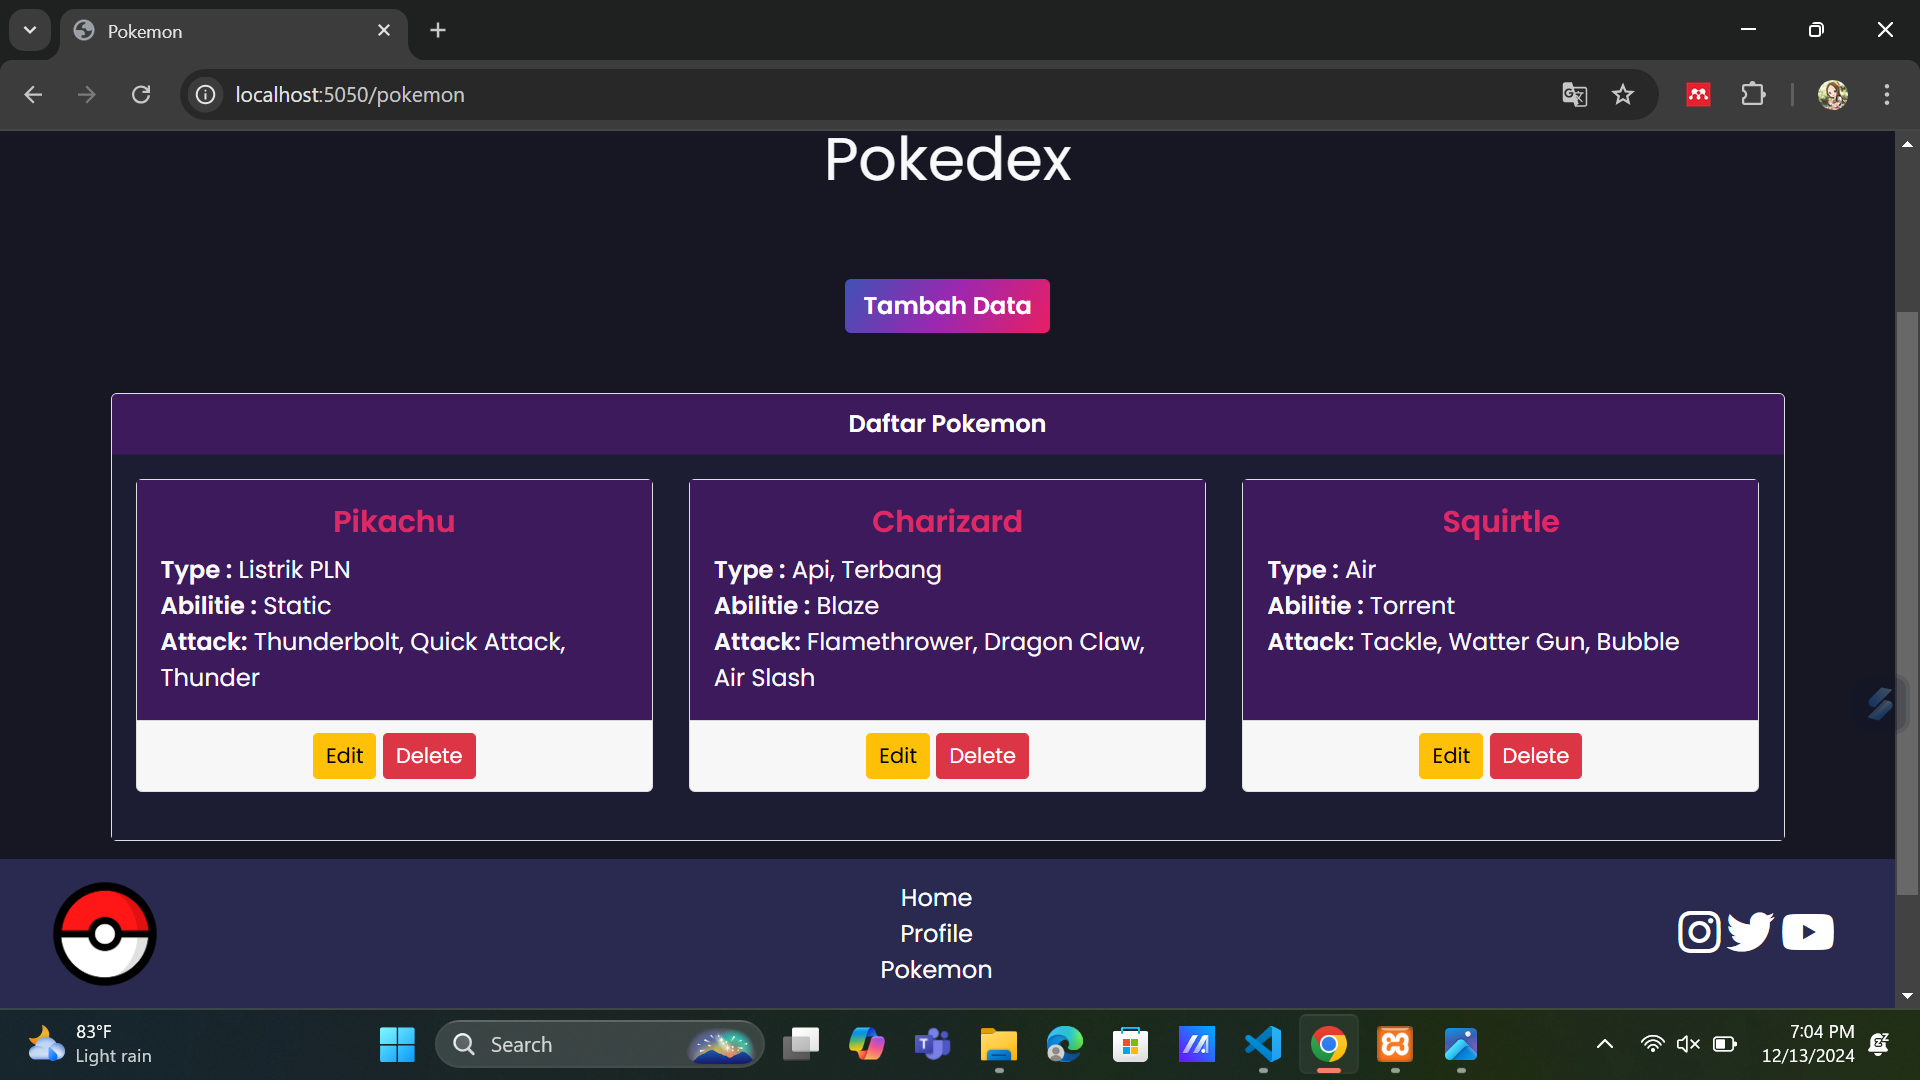 Pokemon
localhost:5050/pokemon
Pokedex
Tambah Data
Daftar Pokemon
Pikachu
Type : Listrik PLN
Abilitie : Static
Attack: Thunderbolt, Quick Attack,
Thunder
Edit Delete
Charizard
Type : Api, Terbang
Abilitie : Blaze
Attack: Flamethrower, Dragon Claw,
Air Slash
Edit Delete
Squirtle
Type : Air
Abilitie : Torrent
Attack: Tackle, Watter Gun, Bubble
Edit Delete
Home
Profile
Pokemon
83°F
Light rain
Search
7:04 PM
12/13/2024